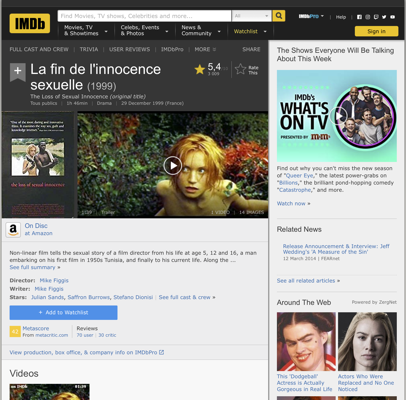 IMDb
Find Movies, TV shows, Celebrities and more...
All
IMDbPro
Help
Movies, TV
& Showtimes
Celebs, Events
& Photos
News &
Community
Watchlist
Sign in
FULL CAST AND CREW
TRIVIA
USER REVIEWS
IMDbPro
MORE
SHARE
La fin de l'innocence
sexuelle (1999)
5,4
Rate
This
The Loss of Sexual Innocence (original title)
Tous publics
1h 46min
Drama
29 December 1999 (France)
the loss of sexual innocence
1:09 | Trailer
1 VIDEO
14 IMAGES
On Disc
at Amazon
Non-linear film tells the sexual story of a film director from his life at age 5, 12 and 16, a man
embarking on his first film in 1950s Tunisia, and finally to his current life. Along the ...
See full summary »
Director: Mike Figgis
Writer: Mike Figgis
Stars: Julian Sands, Saffron Burrows, Stefano Dionisi | See full cast & crew »
+ Add to Watchlist
Metascore
From metacritic.com
Reviews
70 user
30 critic
View production, box office, & company info on IMDbPro
Videos
The Shows Everyone Will Be Talking
About This Week
IMDb's
WHAT'S
ON TV
PRESENTED BY
Find out why you can't miss the new season
of "Queer Eye," the latest power-grabs on
"Billions," the brilliant pond-hopping comedy
"Catastrophe," and more.
Watch now »
Related News
Release Announcement & Interview: Jeff
Wedding's 'A Measure of Sin'
12 March 2014 | FEARnet
See all related articles »
Around The Web
Powered by ZergNet
This 'Dodgeball'
Actress is Actually
Gorgeous in Real Life
Actors Who Were
Replaced and No One
Noticed